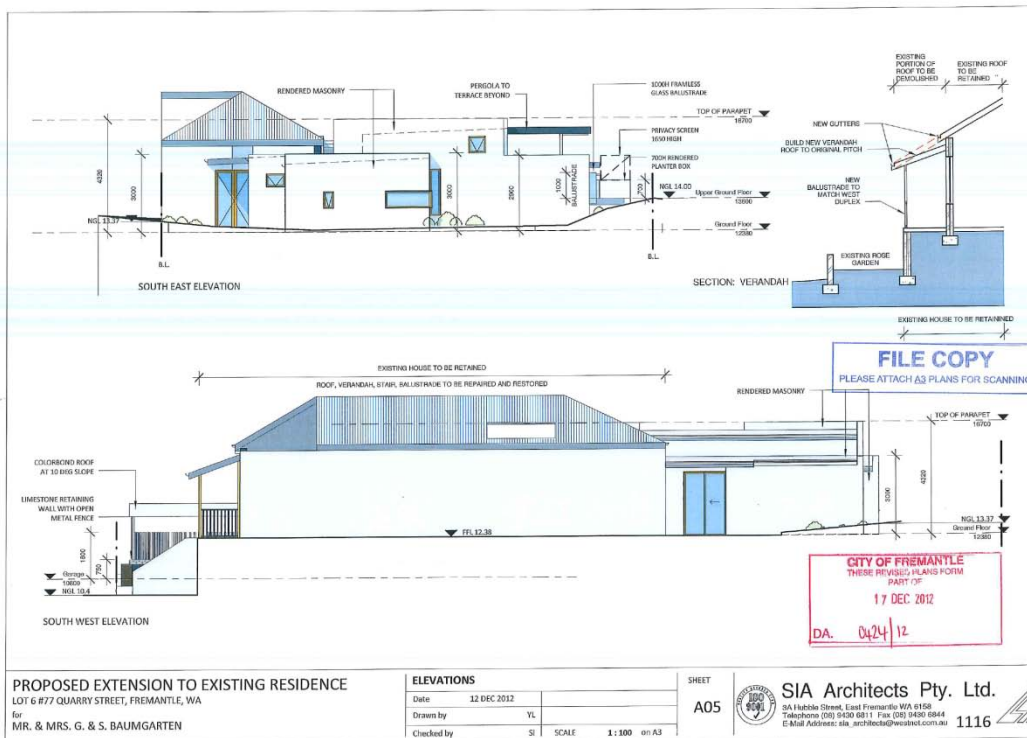 RENDERED MASONRY
PERGOLA TO
TERRACE BEYOND
1000H FRAMLESS
GLASS BALUSTRADE
TOP OF PARAPET
PRIVACY SCREEN
1650 HIGH
700H RENDERED
PLANTER BOX
4320
3000
3000
2960
1000
BALUSTRADE
700
NGL 14.00
Upper Ground Floor
13600
Ground Floor
12380
NGL 13.37
B.L.
B.L.
SOUTH EAST ELEVATION
EXISTING
PORTION OF
ROOF TO BE
DEMOLISHED
EXISTING ROOF
TO BE
RETAINED
NEW GUTTERS
BUILD NEW VERANDAH
ROOF TO ORIGINAL PITCH
NEW
BALUSTRADE TO
MATCH WEST
DUPLEX
EXISTING ROSE
GARDEN
SECTION: VERANDAH
EXISTING HOUSE TO BE RETAINED
FILE COPY
PLEASE ATTACH A3 PLANS FOR SCANNING
EXISTING HOUSE TO BE RETAINED
ROOF, VERANDAH, STAIR, BALUSTRADE TO BE REPAIRED AND RESTORED
RENDERED MASONRY
TOP OF PARAPET
16700
COLORBOND ROOF
AT 10 DEG SLOPE
LIMESTONE RETAINING
WALL WITH OPEN
METAL FENCE
1800
750
Garage
10600
NGL 10.4
FFL 12.38
3000
4320
NGL 13.37
Ground Floor
12380
SOUTH WEST ELEVATION
CITY OF FREMANTLE
THESE REVISED PLANS FORM
PART OF
17 DEC 2012
DA. 0424/12
PROPOSED EXTENSION TO EXISTING RESIDENCE
LOT 6 #77 QUARRY STREET, FREMANTLE, WA
for
MR. & MRS. G. & S. BAUMGARTEN
ELEVATIONS
Date 12 DEC 2012
Drawn by YL
Checked by SI SCALE 1:100 on A3
SHEET
A05
ISO
9001
SIA Architects Pty. Ltd.
9A Hubble Street, East Fremantle WA 6158
Telephone (08) 9430 6811 Fax (08) 9430 6844
E-Mail Address: sia_architects@westnet.com.au
1116